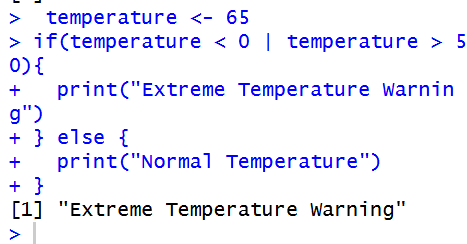 >  temperature <- 65
> if(temperature < 0 | temperature > 5
0){
+   print("Extreme Temperature Warnin
g")
+ } else {
+   print("Normal Temperature")
+ }
[1] "Extreme Temperature Warning"
>